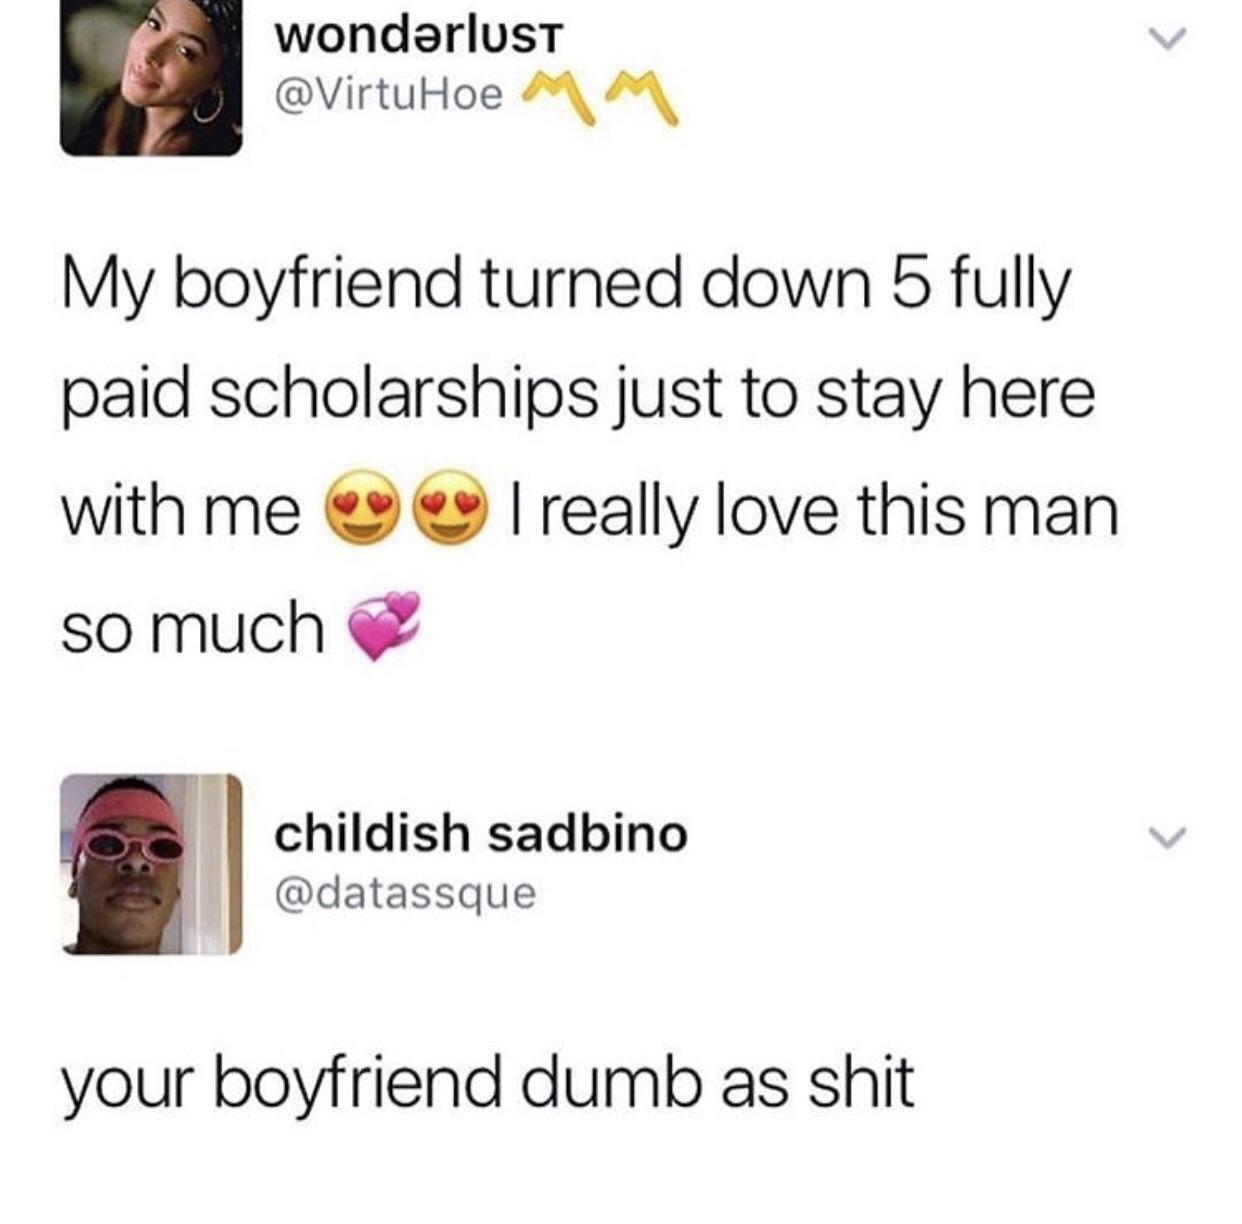 wondərlusт
@VirtuHoe 〽️〽️
My boyfriend turned down 5 fully
paid scholarships just to stay here
with me 😍😍 I really love this man
so much 💞
childish sadbino
@datassque
your boyfriend dumb as shit